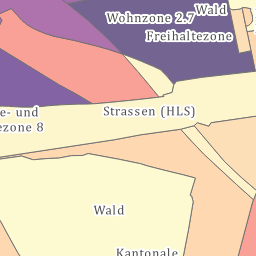 Wald
Wohnzone 2.7
Freihaltezone
Strassen (HLS)
e- und
ezone 8
Wald
Kantonale